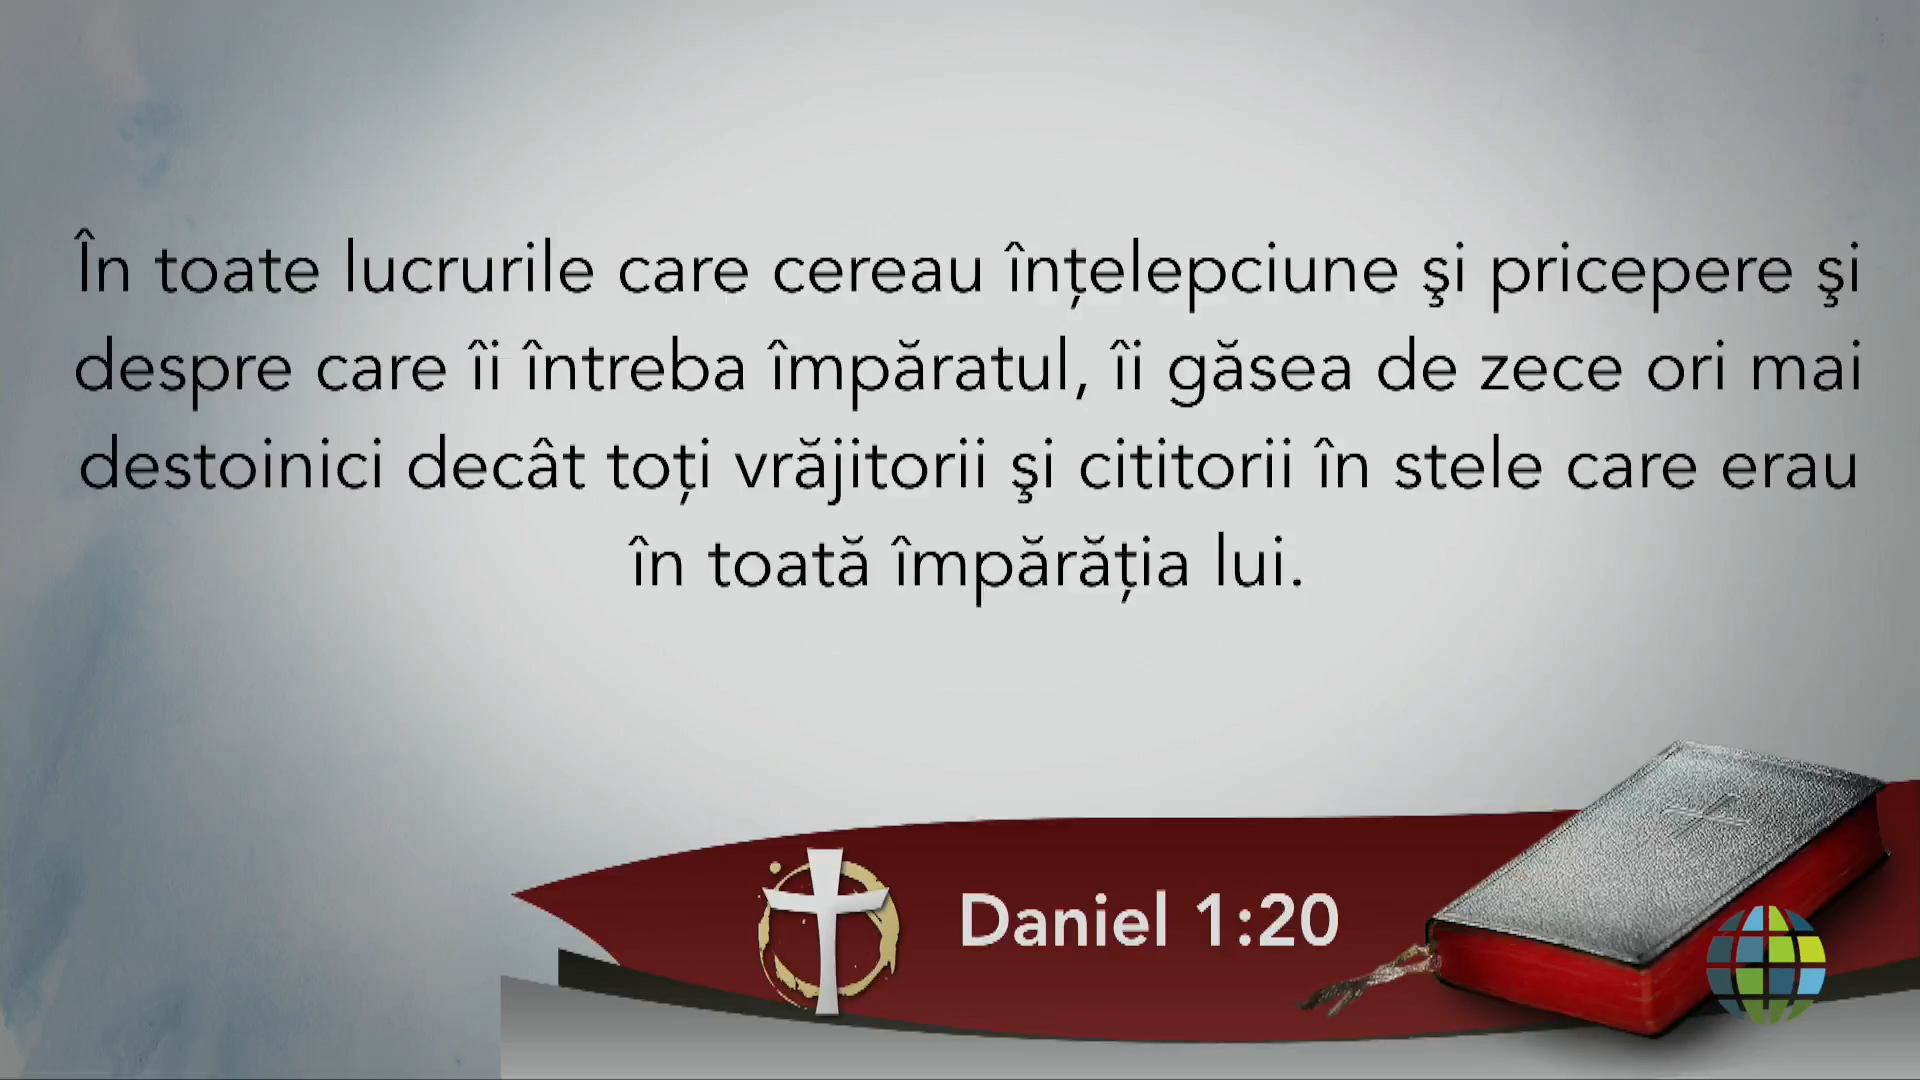 În toate lucrurile care cereau înțelepciune şi pricepere şi
despre care îi întreba împăratul, îi găsea de zece ori mai
destoinici decât toți vrăjitorii şi cititorii în stele care erau
în toată împărăția lui.
Daniel 1:20